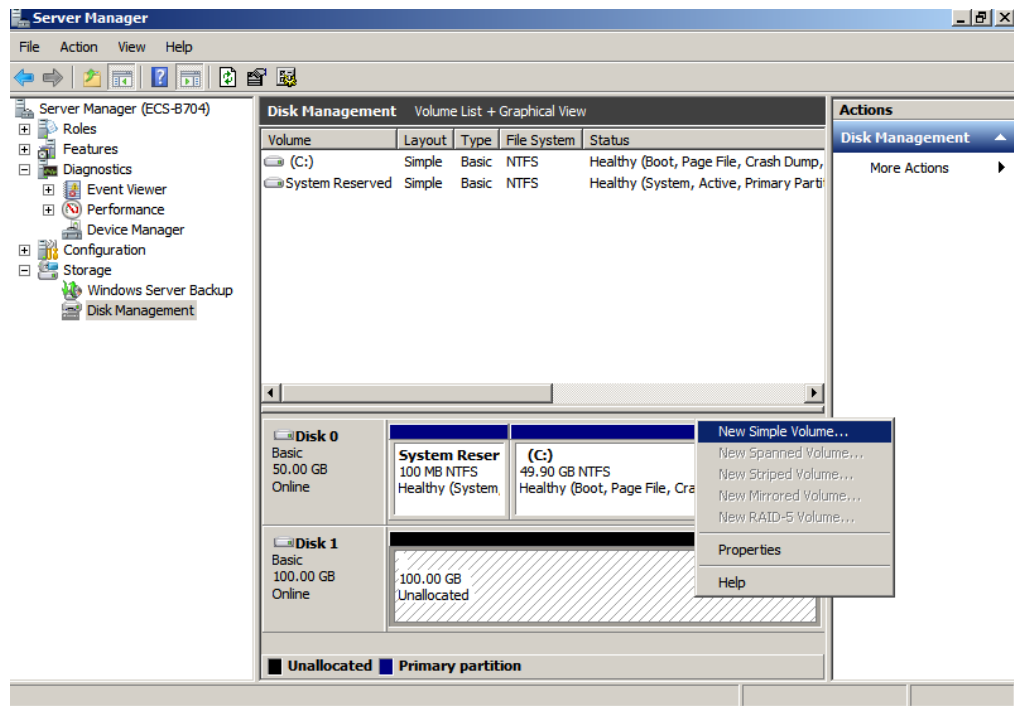 Server Manager
File Action View Help
Server Manager (ECS-B704)
Roles
Features
Diagnostics
Event Viewer
Performance
Device Manager
Configuration
Storage
Windows Server Backup
Disk Management
Disk Management Volume List + Graphical View
Volume Layout Type File System Status
(C:) Simple Basic NTFS Healthy (Boot, Page File, Crash Dump,
System Reserved Simple Basic NTFS Healthy (System, Active, Primary Parti
Disk 0
Basic
50.00 GB
Online
System Reser
100 MB NTFS
Healthy (System,
(C:)
49.90 GB NTFS
Healthy (Boot, Page File, Cra
Disk 1
Basic
100.00 GB
Online
100.00 GB
Unallocated
New Simple Volume...
New Spanned Volume...
New Striped Volume...
New Mirrored Volume...
New RAID-5 Volume...
Properties
Help
Unallocated Primary partition
Actions
Disk Management
More Actions